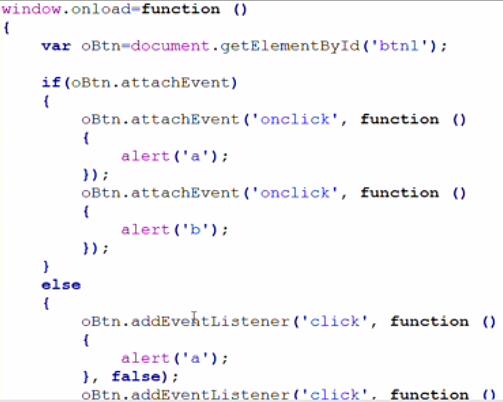 window.onload=function ()
{
var oBtn=document.getElementById('btn1');
if(oBtn.attachEvent)
{
oBtn.attachEvent('onclick', function ()
{
alert('a');
});
oBtn.attachEvent('onclick', function ()
{
alert('b');
});
}
else
{
oBtn.addEventListener('click', function ()
{
alert('a');
}, false);
oBtn.addEventListener('click', function ()